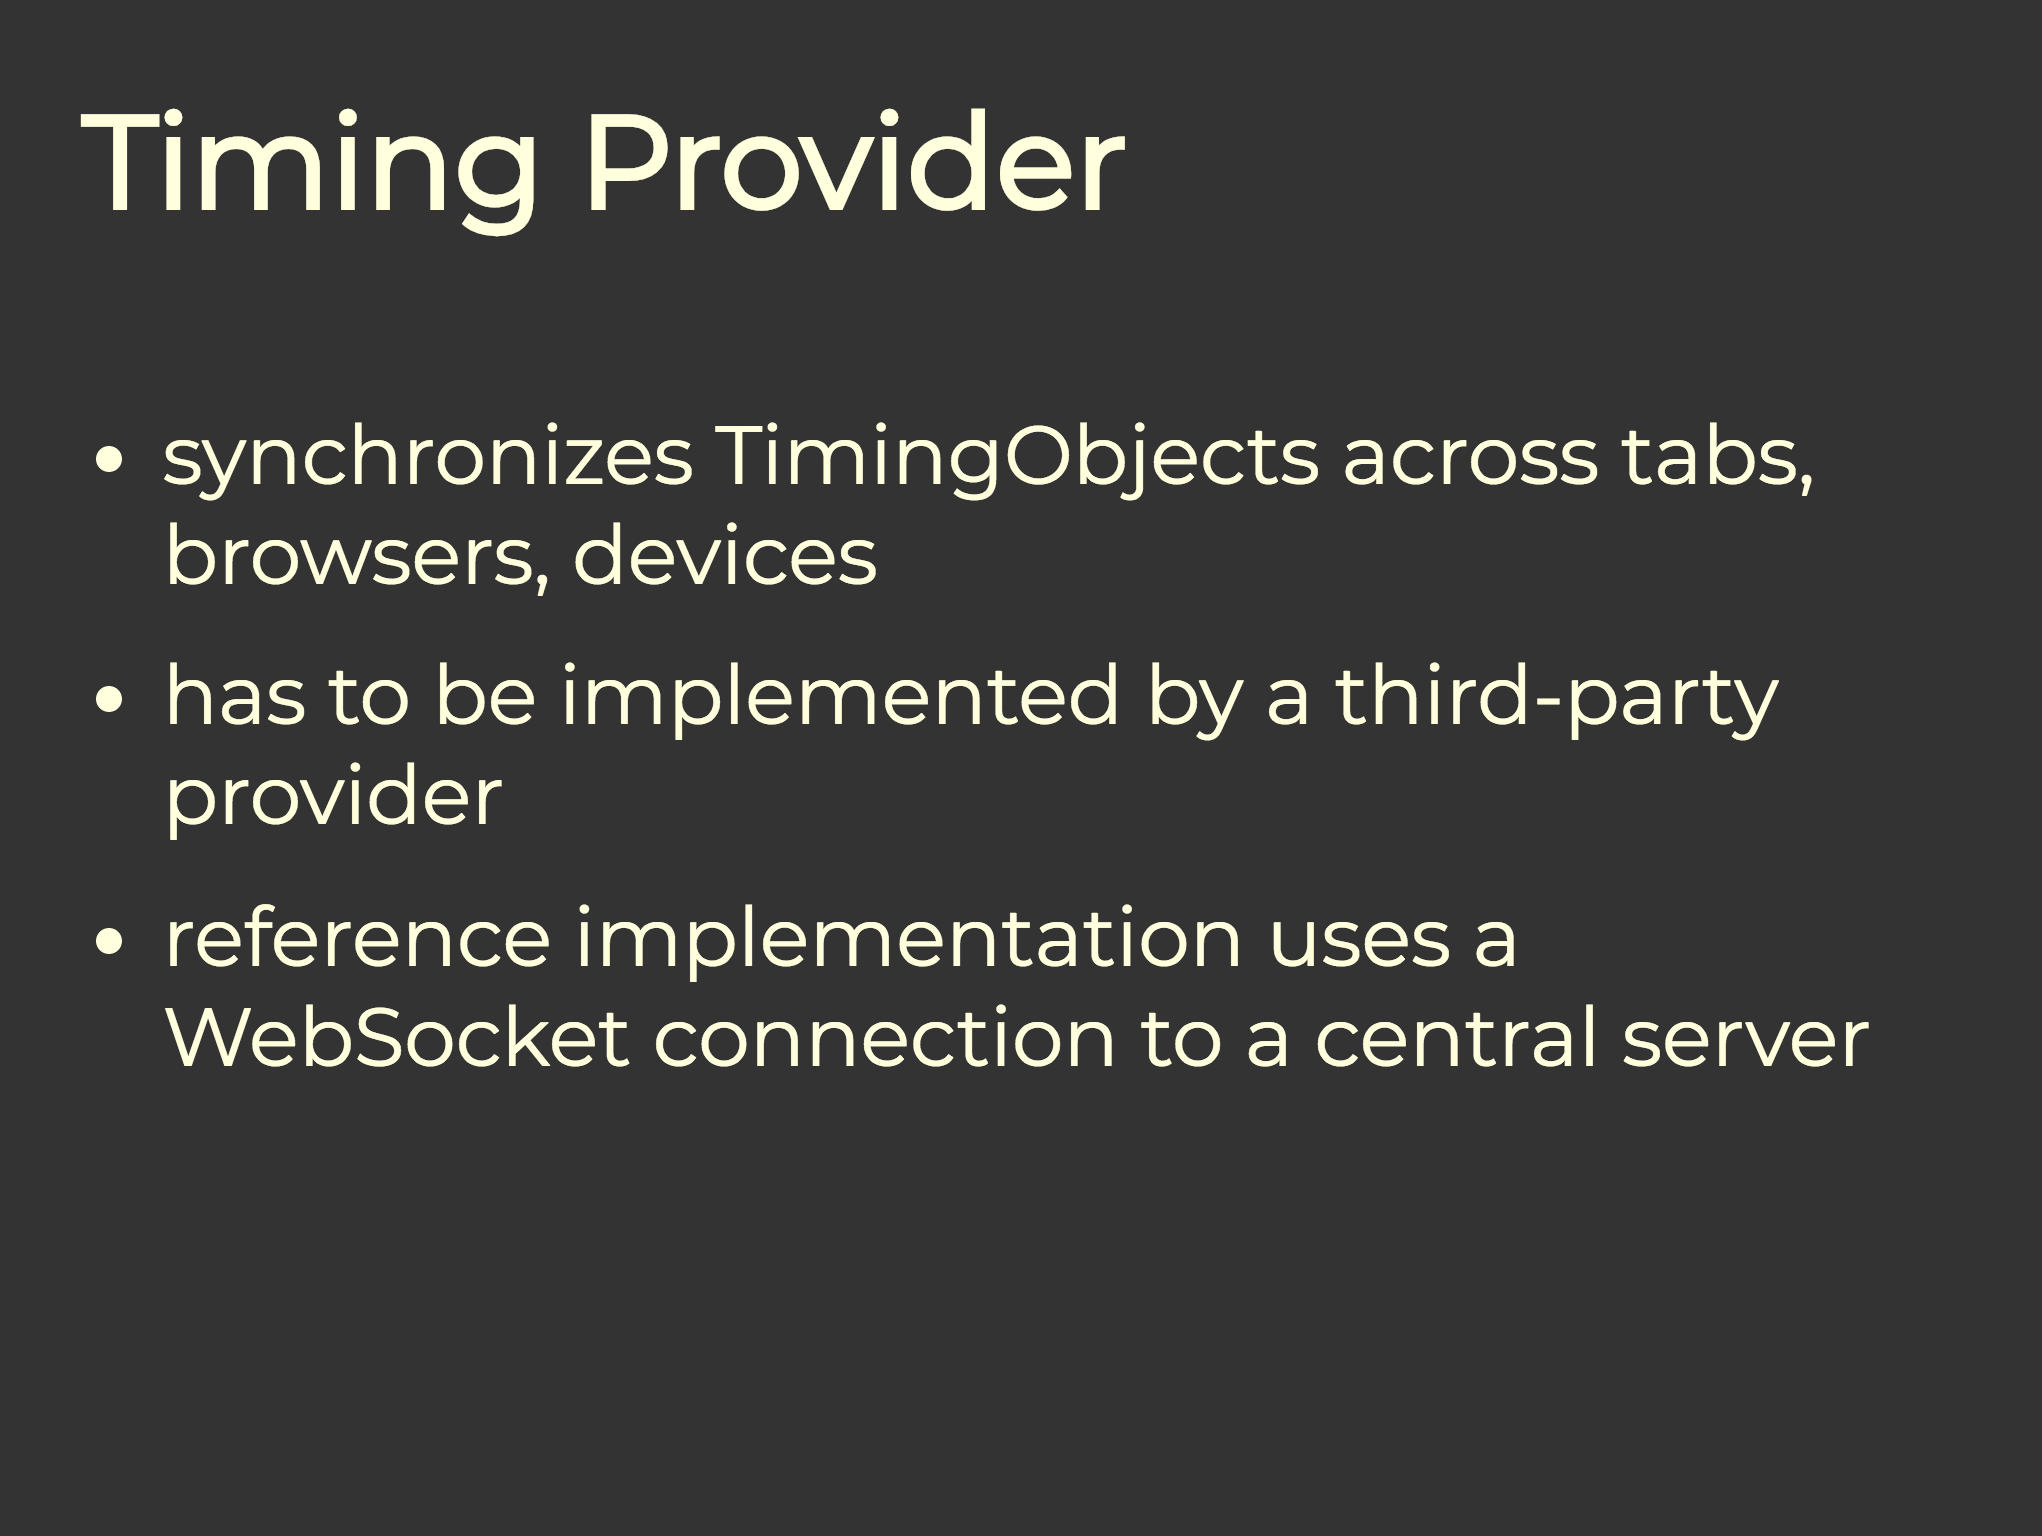 Timing Provider
• synchronizes TimingObjects across tabs,
browsers, devices
• has to be implemented by a third-party
provider
• reference implementation uses a
WebSocket connection to a central server